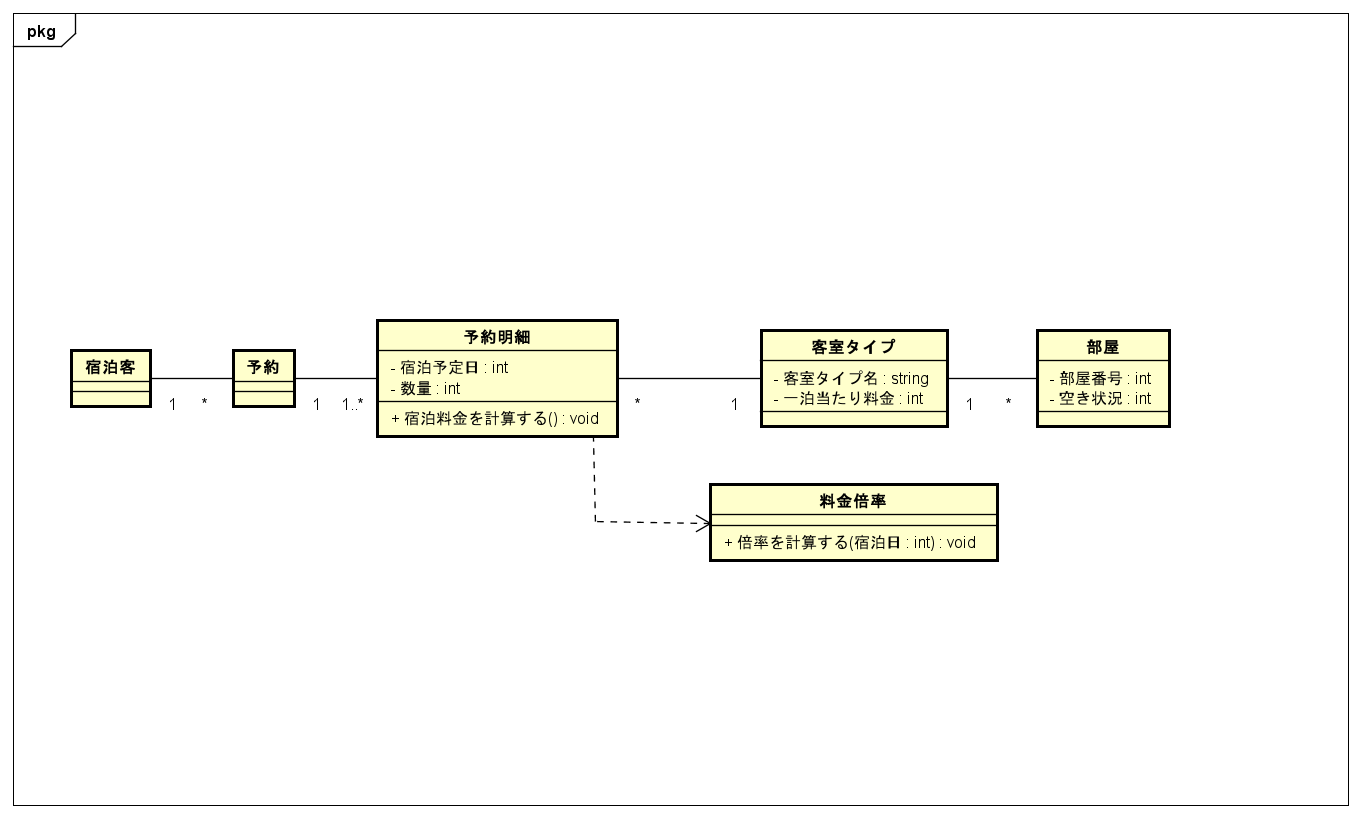 pkg
宿泊客
1
*
予約
1
1..*
予約明細
- 宿泊予定日 : int
- 数量 : int
+ 宿泊料金を計算する() : void
*
1
客室タイプ
- 客室タイプ名 : string
- 一泊当たり料金 : int
1
*
部屋
- 部屋番号 : int
- 空き状況 : int
料金倍率
+ 倍率を計算する(宿泊日 : int) : void